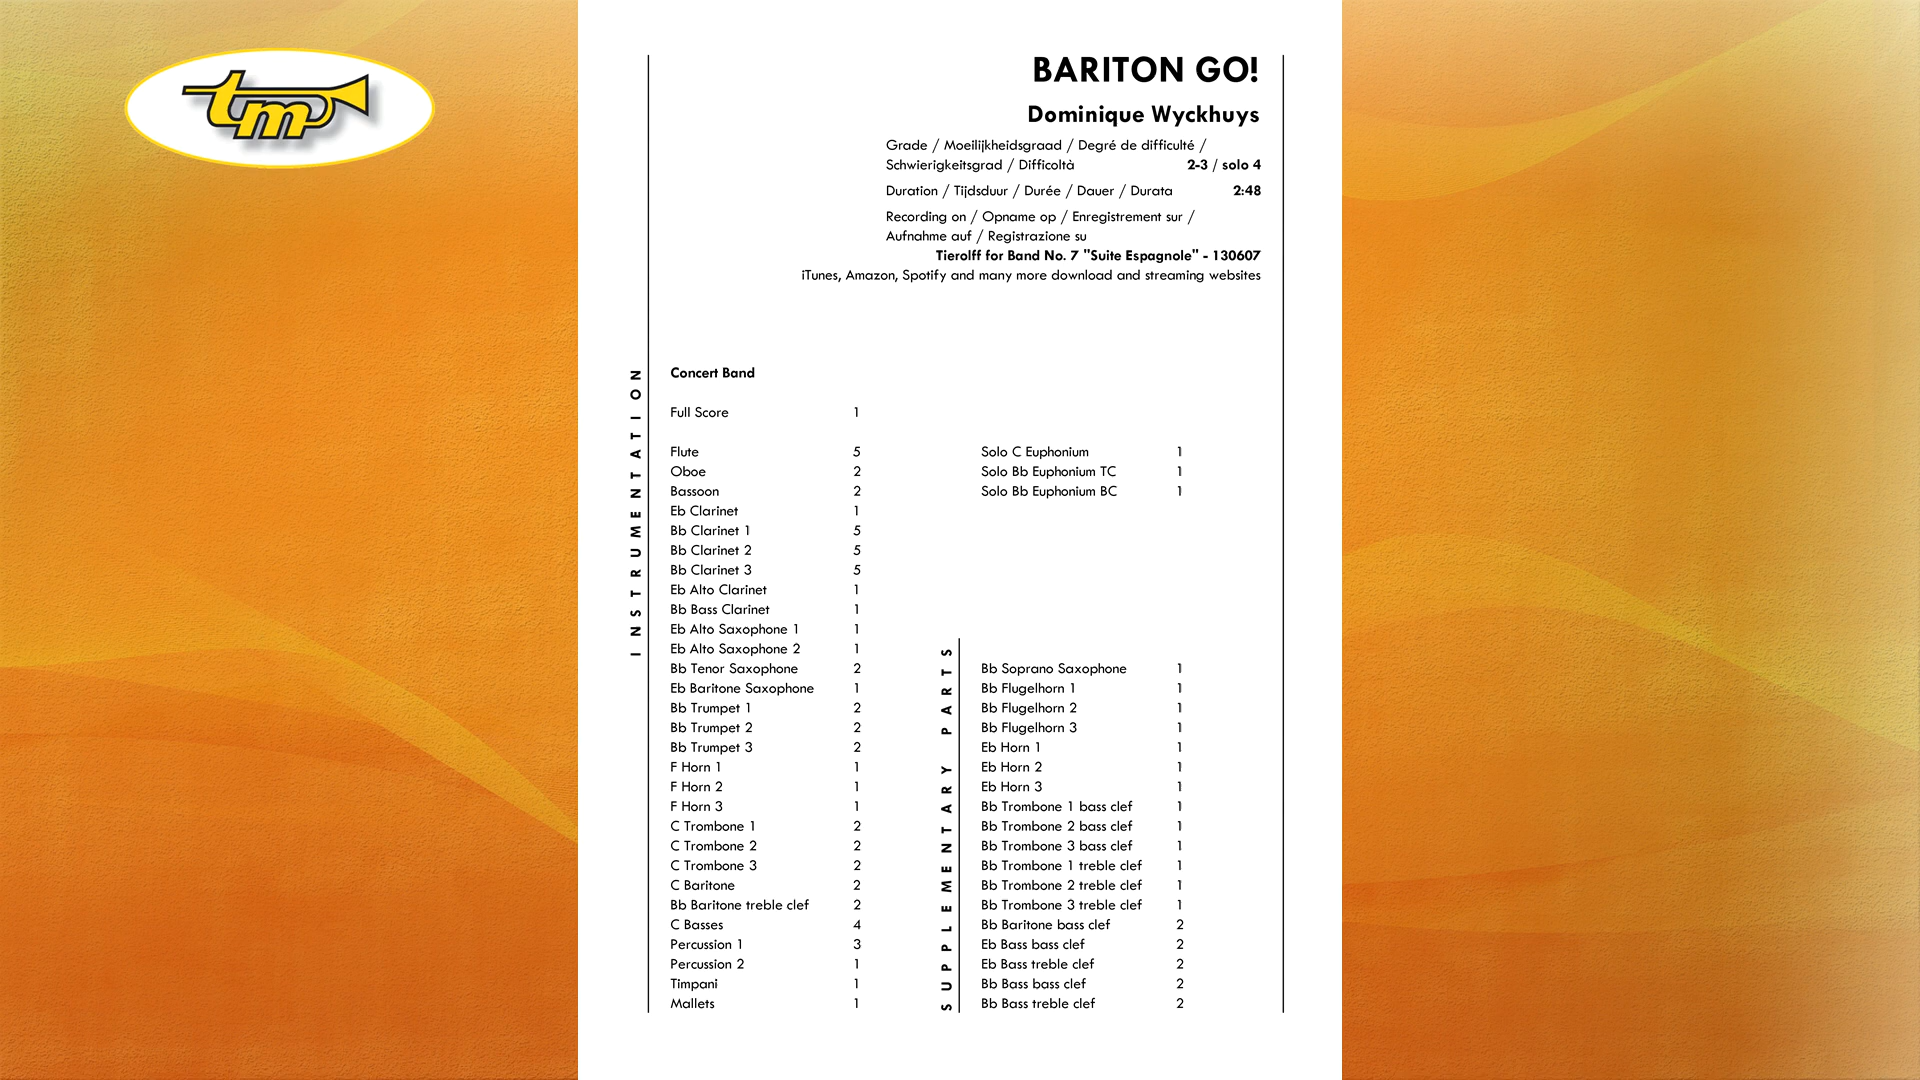 tm
BARITON GO!
Dominique Wyckhuys
Grade / Moeilijkheidsgraad / Degré de difficulté /
Schwierigkeitsgrad / Difficoltà 2-3 / solo 4
Duration / Tijdsduur / Durée / Dauer / Durata 2:48
Recording on / Opname op / Enregistrement sur /
Aufnahme auf / Registrazione su
Tierolff for Band No. 7 "Suite Espagnole" - 130607
iTunes, Amazon, Spotify and many more download and streaming websites
INSTRUMENTATION
Concert Band
Full Score 1
Flute 5
Oboe 2
Bassoon 2
Eb Clarinet 1
Bb Clarinet 1 5
Bb Clarinet 2 5
Bb Clarinet 3 5
Eb Alto Clarinet 1
Bb Bass Clarinet 1
Eb Alto Saxophone 1 1
Eb Alto Saxophone 2 1
Bb Tenor Saxophone 2
Eb Baritone Saxophone 1
Bb Trumpet 1 2
Bb Trumpet 2 2
Bb Trumpet 3 2
F Horn 1 1
F Horn 2 1
F Horn 3 1
C Trombone 1 2
C Trombone 2 2
C Trombone 3 2
C Baritone 2
Bb Baritone treble clef 2
C Basses 4
Percussion 1 3
Percussion 2 1
Timpani 1
Mallets 1
Solo C Euphonium 1
Solo Bb Euphonium TC 1
Solo Bb Euphonium BC 1
SUPPLEMENTARY PARTS
Bb Soprano Saxophone 1
Bb Flugelhorn 1 1
Bb Flugelhorn 2 1
Bb Flugelhorn 3 1
Eb Horn 1 1
Eb Horn 2 1
Eb Horn 3 1
Bb Trombone 1 bass clef 1
Bb Trombone 2 bass clef 1
Bb Trombone 3 bass clef 1
Bb Trombone 1 treble clef 1
Bb Trombone 2 treble clef 1
Bb Trombone 3 treble clef 1
Bb Baritone bass clef 2
Eb Bass bass clef 2
Eb Bass treble clef 2
Bb Bass bass clef 2
Bb Bass treble clef 2